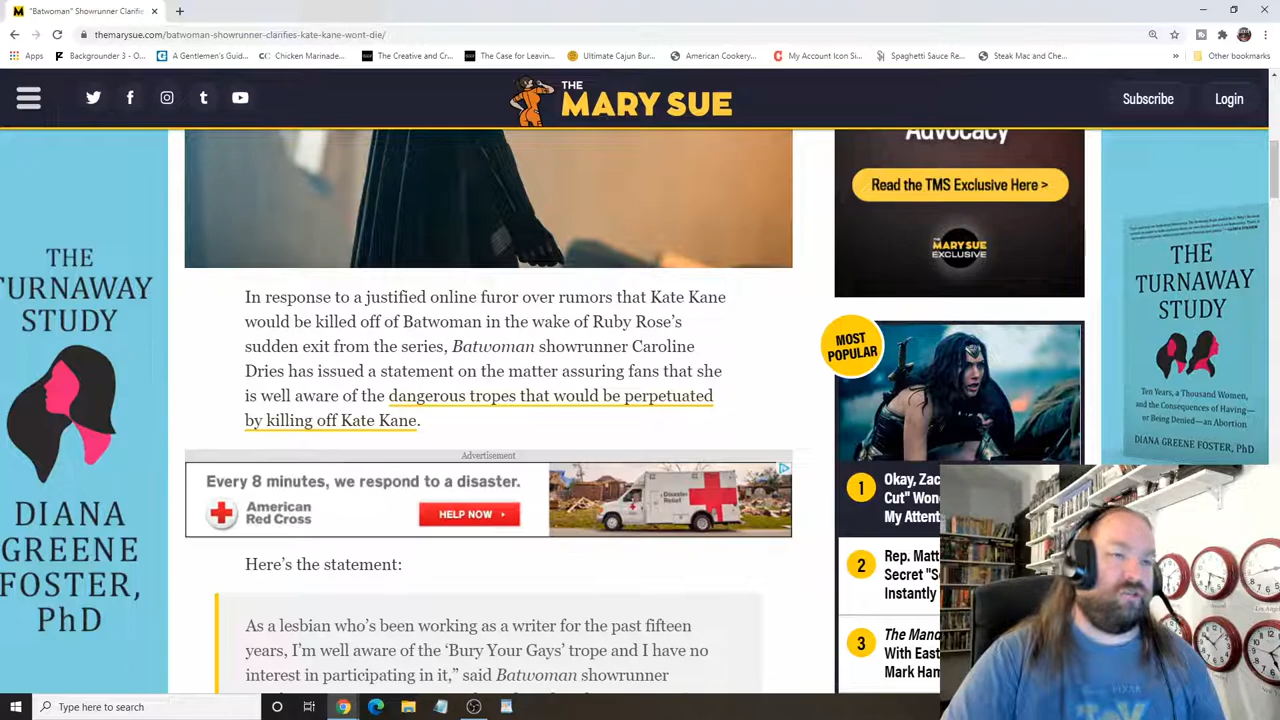 "Batwoman" Showrunner Clarifie
themarysue.com/batwoman-showrunner-clarifies-kate-kane-wont-die/
Apps
Backgrounder 3 - O...
A Gentlemen's Guid...
Chicken Marinade...
The Creative and Cr...
The Case for Leavin...
Ultimate Cajun Bur...
American Cookery...
My Account Icon Si...
Spaghetti Sauce Re...
Steak Mac and Che...
Other bookmarks
THE
MARY SUE
Subscribe
Login
THE
TURNAWAY
STUDY
DIANA
GREENE
FOSTER,
PhD
In response to a justified online furor over rumors that Kate Kane
would be killed off of Batwoman in the wake of Ruby Rose's
sudden exit from the series, Batwoman showrunner Caroline
Dries has issued a statement on the matter assuring fans that she
is well aware of the dangerous tropes that would be perpetuated
by killing off Kate Kane.
Advertisement
Every 8 minutes, we respond to a disaster.
American
Red Cross
HELP NOW
Disaster
Relief
Here's the statement:
As a lesbian who's been working as a writer for the past fifteen
years, I'm well aware of the 'Bury Your Gays' trope and I have no
interest in participating in it," said Batwoman showrunner
Advocacy
Read the TMS Exclusive Here >
THE
MARY SUE
EXCLUSIVE
MOST
POPULAR
1
Okay, Zac
Cut" Won
My Attent
2
Rep. Matt
Secret "S
Instantly
3
The Mand
With East
Mark Ham
THE
TURNAWAY
STUDY
Ten Years, a Thousand Women,
and the Consequences of Having—
or Being Denied—an Abortion
DIANA GREENE FOSTER, PhD
PIXAR
Type here to search